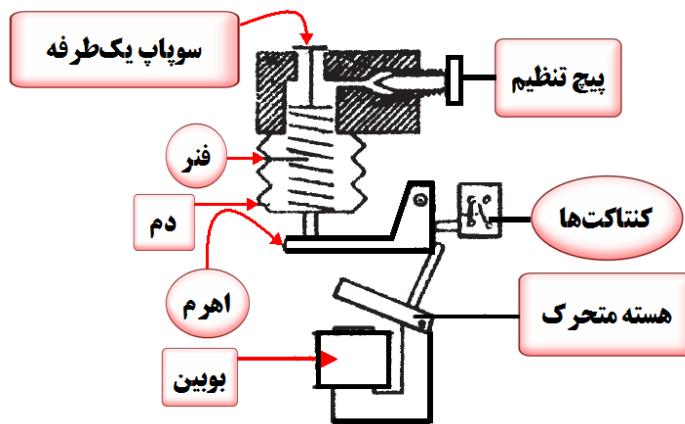 سوپاپ یک‌طرفه
پیچ تنظیم
فنر
دم
کنتاکت‌ها
اهرم
هسته متحرک
بوبین